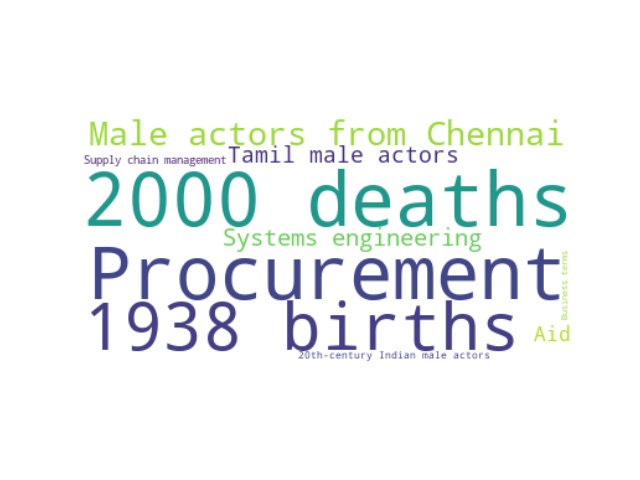 Male actors from Chennai
Supply chain management
Tamil male actors
2000 deaths
Systems engineering
Procurement
Business terms
1938 births
Aid
20th-century Indian male actors